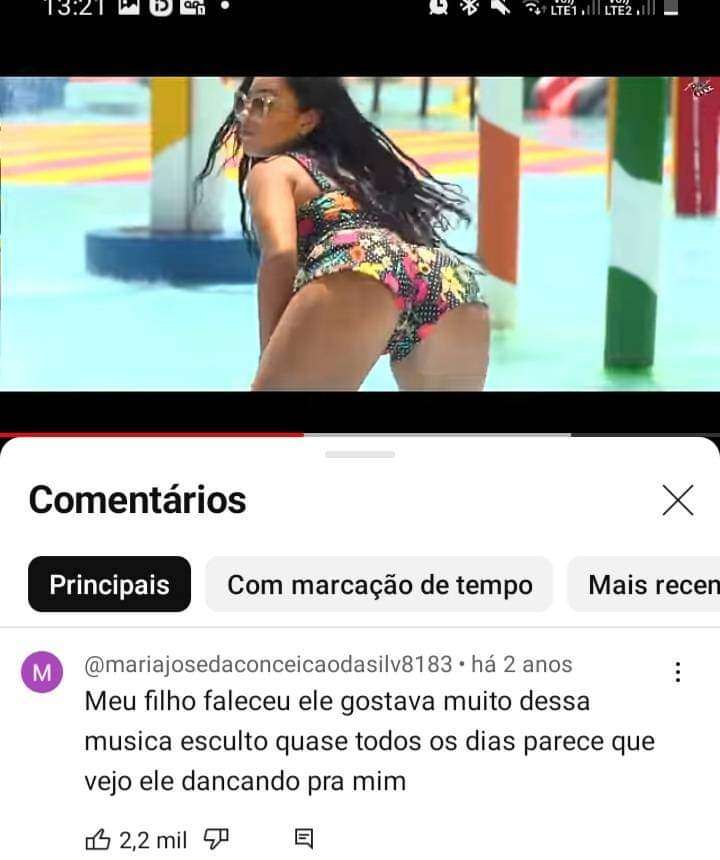 13:21
LTE1 LTE2
Comentários
Principais Com marcação de tempo Mais recen
M @mariajosedaconceicaodasilv8183 • há 2 anos
Meu filho faleceu ele gostava muito dessa
musica esculto quase todos os dias parece que
vejo ele dancando pra mim
2,2 mil